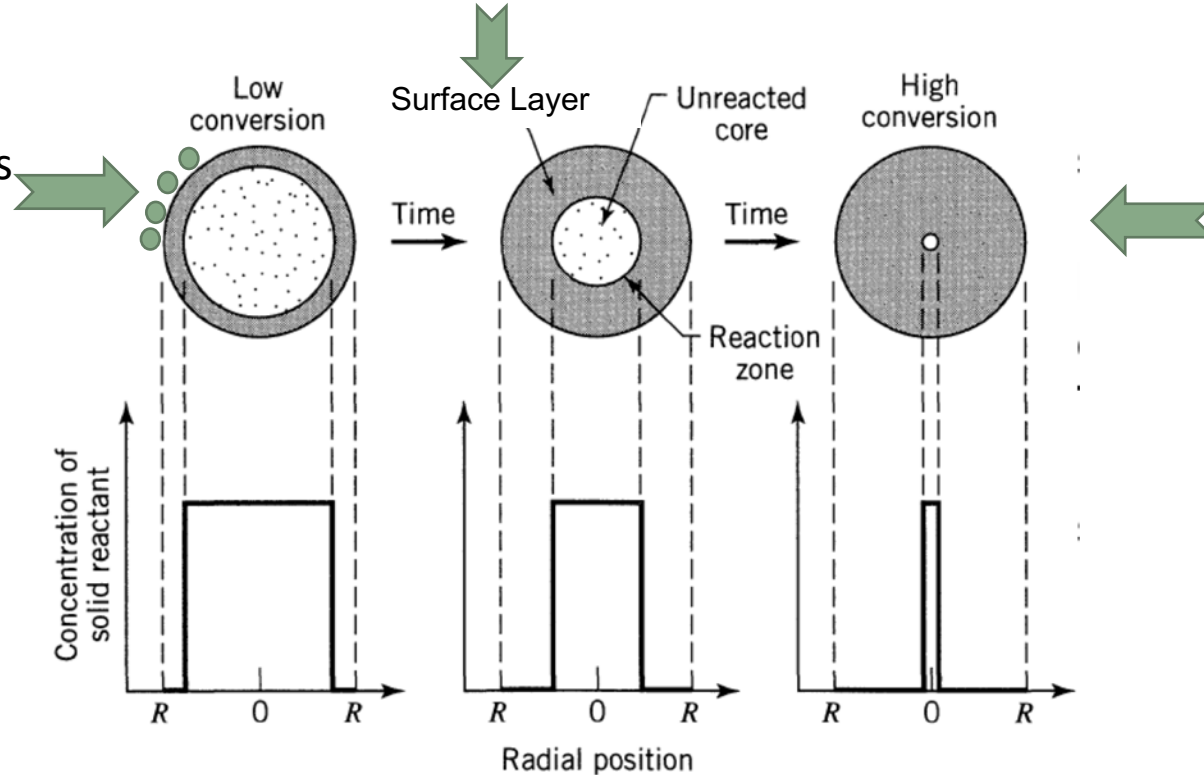 Low
conversion
Surface Layer
Unreacted
core
High
conversion
s
Time
Time
Reaction
zone
Concentration of
solid reactant
R 0 R
R 0 R
R 0 R
Radial position